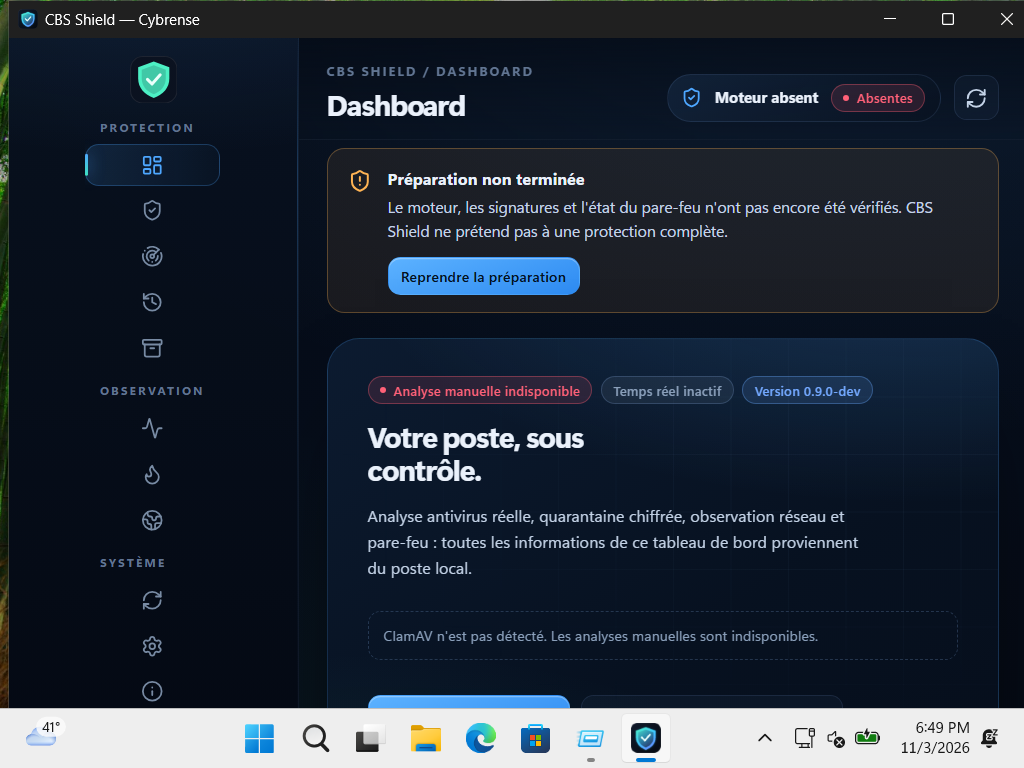 CBS Shield — Cybrense
PROTECTION
OBSERVATION
SYSTÈME
CBS SHIELD / DASHBOARD
Dashboard
Moteur absent
Absentes
Préparation non terminée
Le moteur, les signatures et l'état du pare-feu n'ont pas encore été vérifiés. CBS
Shield ne prétend pas à une protection complète.
Reprendre la préparation
Analyse manuelle indisponible
Temps réel inactif
Version 0.9.0-dev
Votre poste, sous
contrôle.
Analyse antivirus réelle, quarantaine chiffrée, observation réseau et
pare-feu : toutes les informations de ce tableau de bord proviennent
du poste local.
ClamAV n'est pas détecté. Les analyses manuelles sont indisponibles.
41°
6:49 PM
11/3/2026